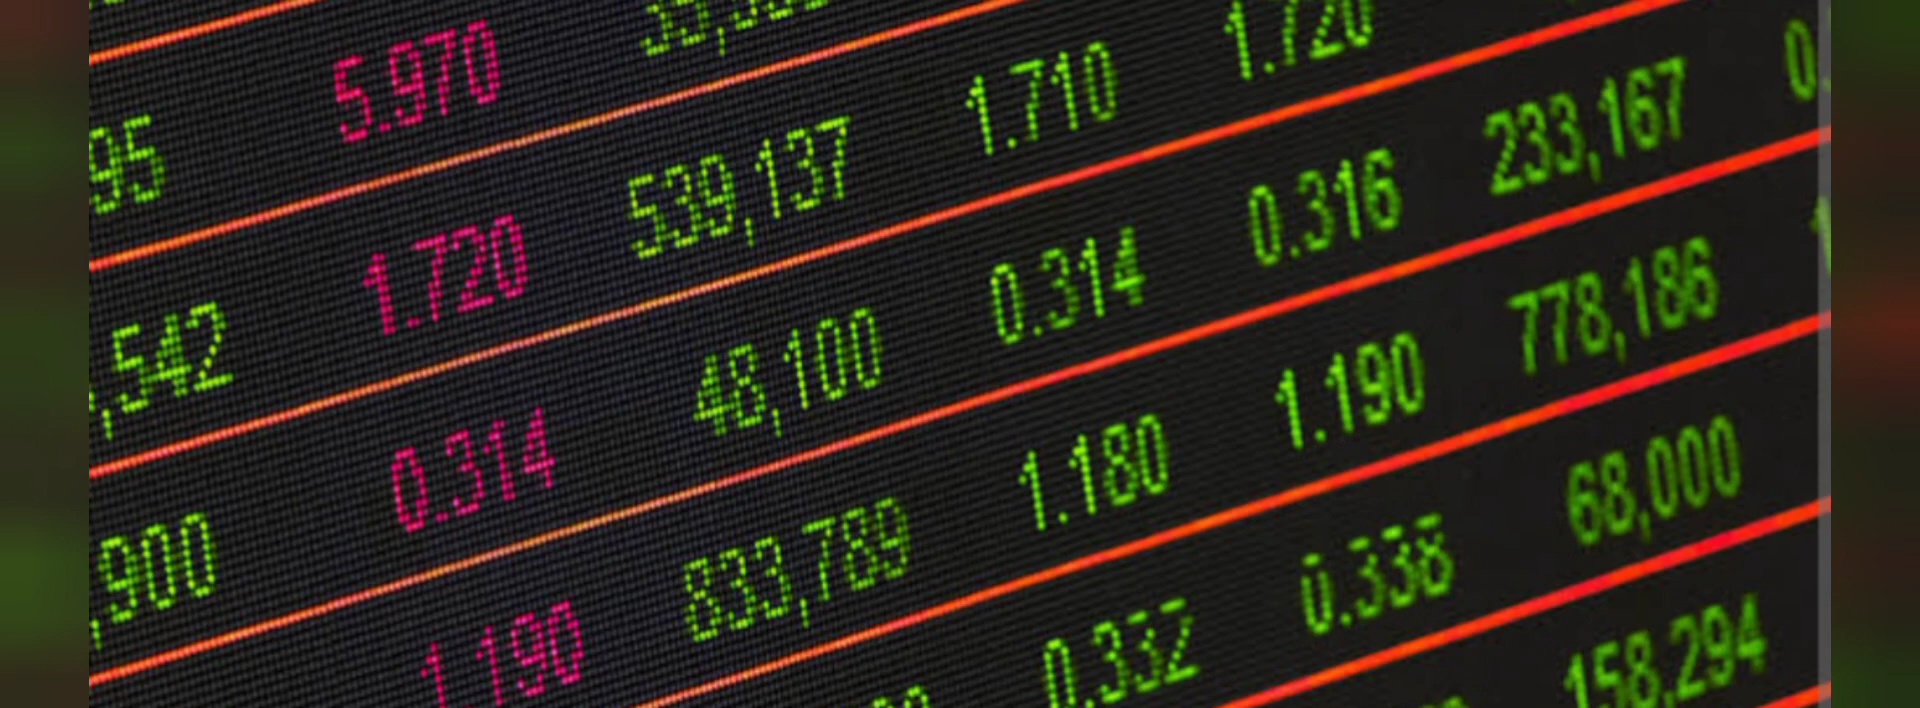 95 5.970
,542 1.720 539,137 1.710 1.720
,900 0.314 48,100 0.314 0.316 233,167 0.
1.190 833,789 1.180 1.190 778,186
0.332 0.338 68,000
158,294